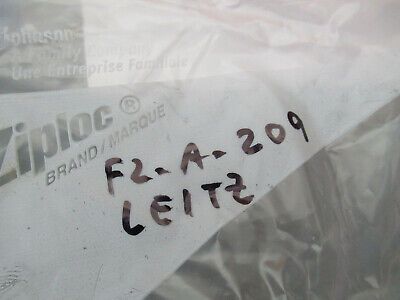 Johnson
A Family Company
Une Entreprise Familiale
Ziploc®
BRAND/MARQUE
F2-A-209
LEITZ